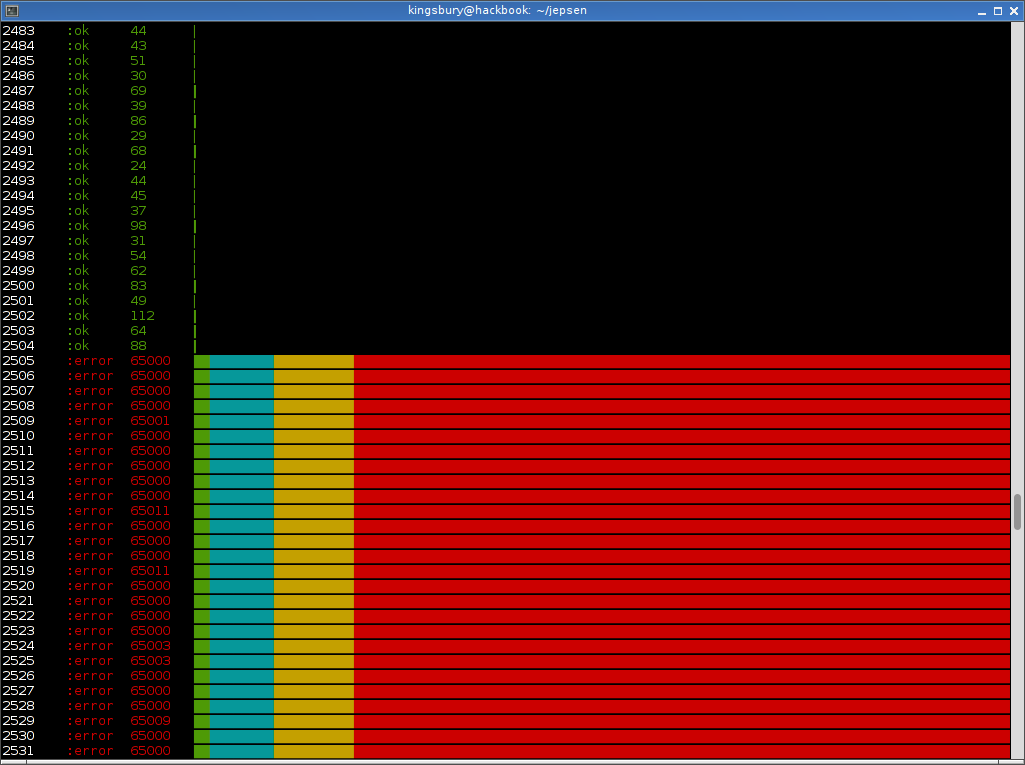 kingsbury@hackbook: ~/jepsen
2483 :ok 44
2484 :ok 43
2485 :ok 51
2486 :ok 30
2487 :ok 69
2488 :ok 39
2489 :ok 86
2490 :ok 29
2491 :ok 68
2492 :ok 24
2493 :ok 44
2494 :ok 45
2495 :ok 37
2496 :ok 98
2497 :ok 31
2498 :ok 54
2499 :ok 62
2500 :ok 83
2501 :ok 49
2502 :ok 112
2503 :ok 64
2504 :ok 88
2505 :error 65000
2506 :error 65000
2507 :error 65000
2508 :error 65000
2509 :error 65001
2510 :error 65000
2511 :error 65000
2512 :error 65000
2513 :error 65000
2514 :error 65000
2515 :error 65011
2516 :error 65000
2517 :error 65000
2518 :error 65000
2519 :error 65011
2520 :error 65000
2521 :error 65000
2522 :error 65000
2523 :error 65000
2524 :error 65003
2525 :error 65003
2526 :error 65000
2527 :error 65000
2528 :error 65000
2529 :error 65009
2530 :error 65000
2531 :error 65000